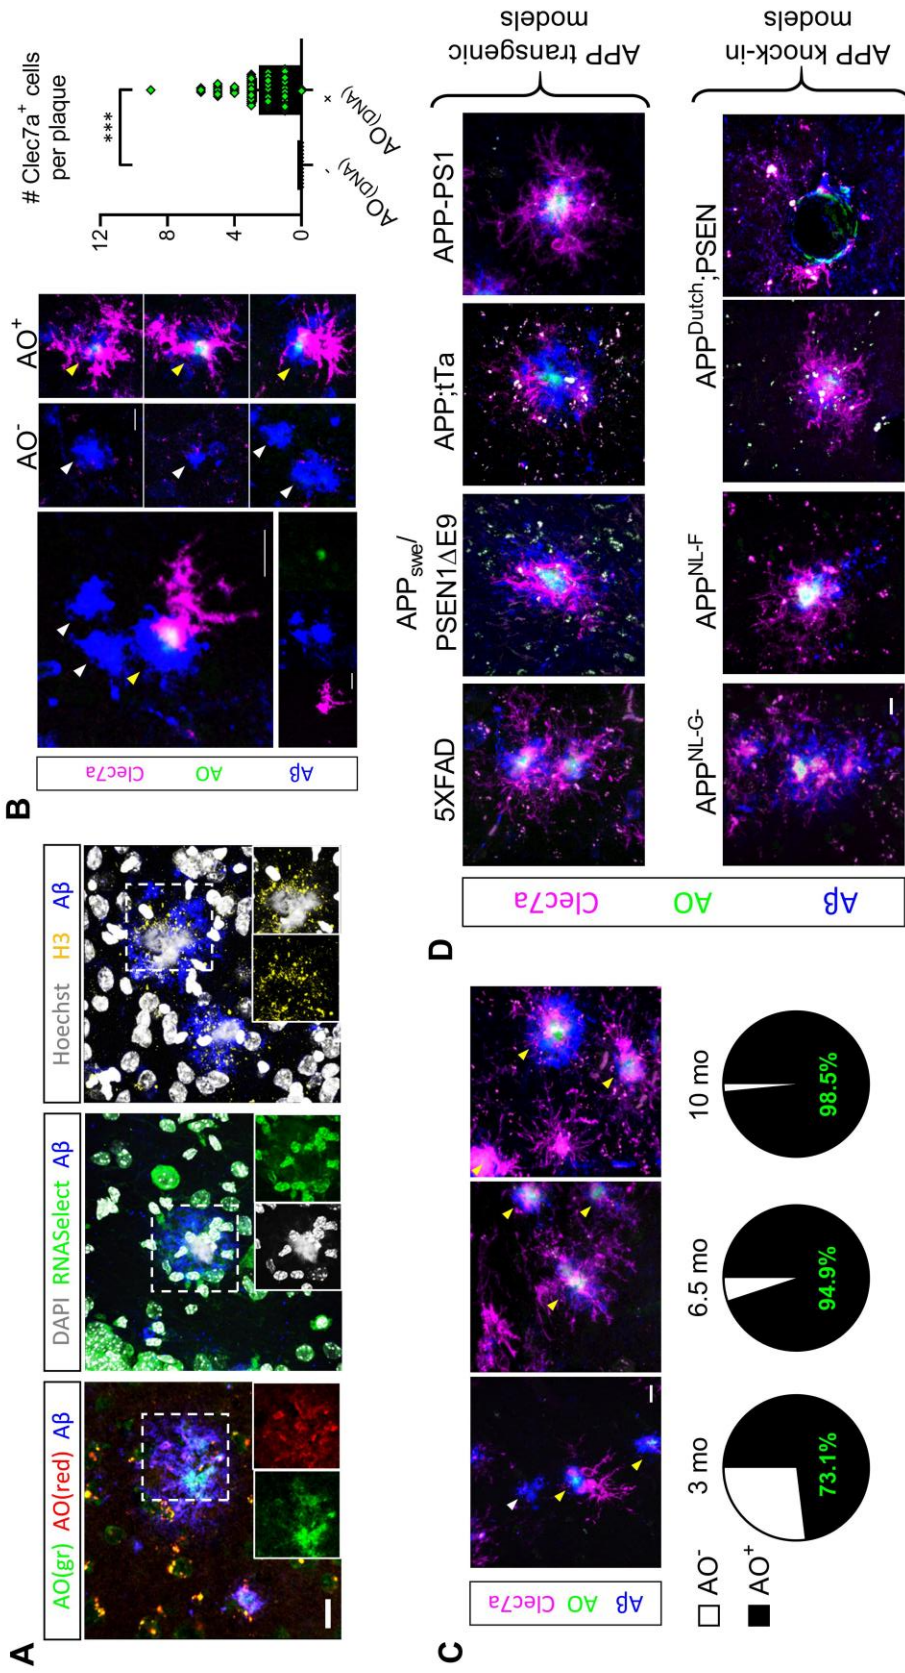 A
AO(gr) AO(red) Aβ
DAPI RNASelect Aβ
Hoechst H3 Aβ
B
Aβ AO Clec7a
AO-
AO+
# Clec7a+ cells
per plaque
***
12
8
4
0
AO(DNA)-
AO(DNA)+
C
Aβ AO Clec7a
AO-
AO+
3 mo
73.1%
6.5 mo
94.9%
10 mo
98.5%
D
Aβ AO Clec7a
5XFAD
APPswe/
PSEN1ΔE9
APP;tTa
APP-PS1
APP transgenic
models
APPNL-G-
APPNL-F
APPDutch;PSEN
APP knock-in
models